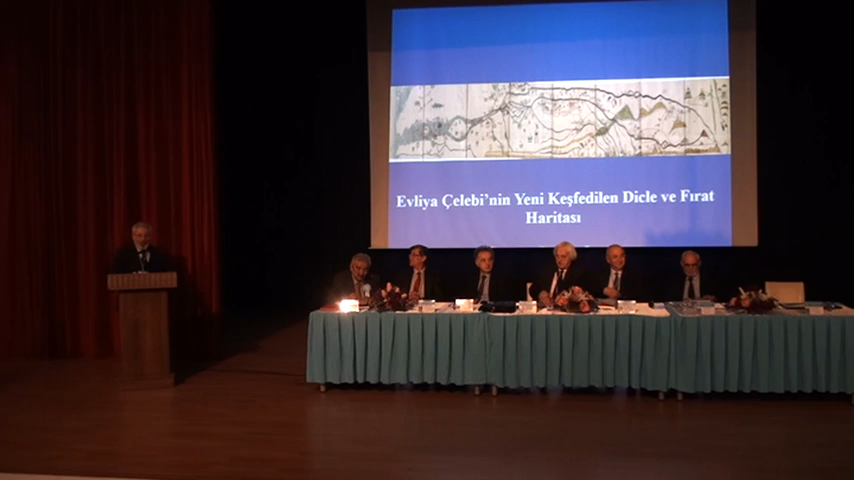 Evliya Çelebi’nin Yeni Keşfedilen Dicle ve Fırat
Haritası